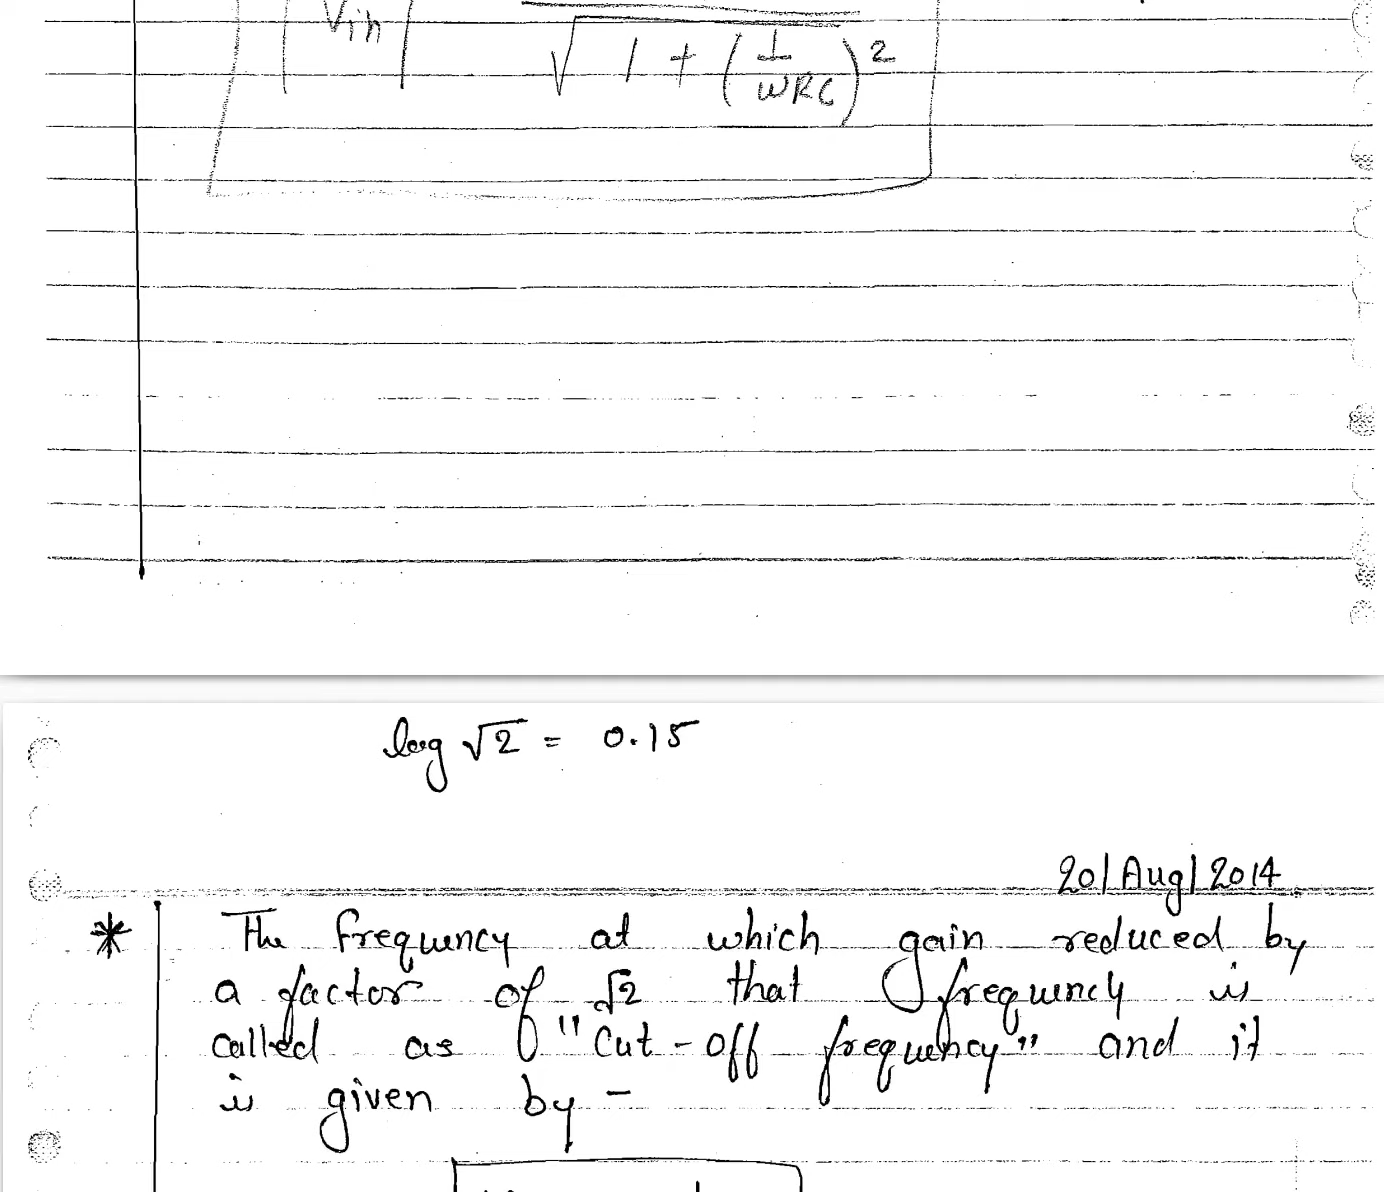 |Vin| √1 + (1/WRC)²
log √2 = 0.15
20/Aug/2014
* The frequency at which gain reduced by
a factor of √2 that frequency is
called as "Cut-off frequency" and it
is given by -